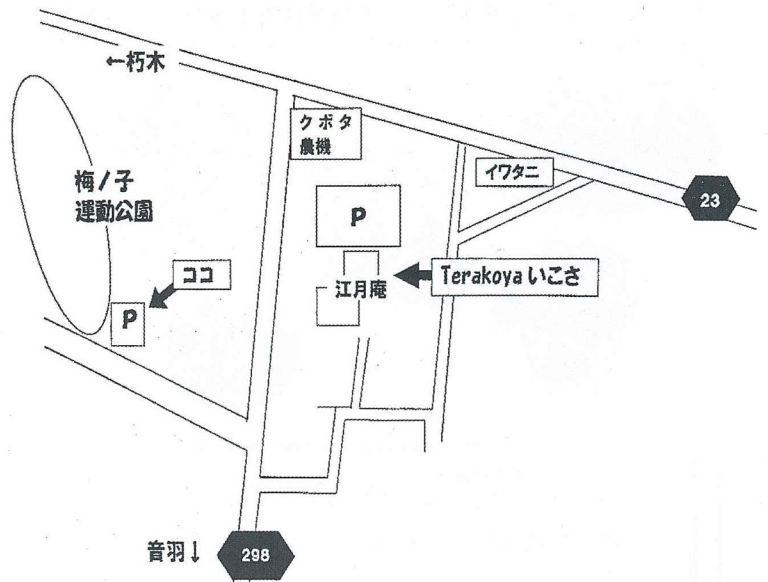 ←朽木
クボタ
農機
イワタニ
23
梅ノ子
運動公園
P
ココ
Terakoya いこさ
江月庵
P
音羽↓
298